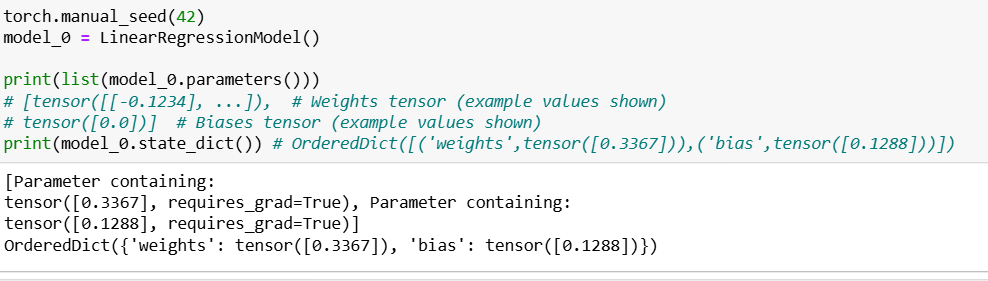 torch.manual_seed(42)
model_0 = LinearRegressionModel()
print(list(model_0.parameters()))
# [tensor([[-0.1234], ...]),  # Weights tensor (example values shown)
# tensor([0.0])]  # Biases tensor (example values shown)
print(model_0.state_dict()) # OrderedDict([('weights',tensor([0.3367])),('bias',tensor([0.1288]))])
[Parameter containing:
tensor([0.3367], requires_grad=True), Parameter containing:
tensor([0.1288], requires_grad=True)]
OrderedDict({'weights': tensor([0.3367]), 'bias': tensor([0.1288])})